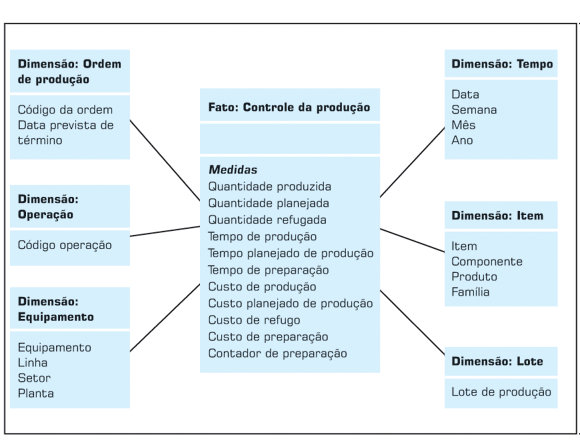 Dimensão: Ordem
de produção
Código da ordem
Data prevista de
término
Dimensão:
Operação
Código operação
Dimensão:
Equipamento
Equipamento
Linha
Setor
Planta
Fato: Controle da produção
Medidas
Quantidade produzida
Quantidade planejada
Quantidade refugada
Tempo de produção
Tempo planejado de produção
Tempo de preparação
Custo de produção
Custo planejado de produção
Custo de refugo
Custo de preparação
Contador de preparação
Dimensão: Tempo
Data
Semana
Mês
Ano
Dimensão: Item
Item
Componente
Produto
Família
Dimensão: Lote
Lote de produção